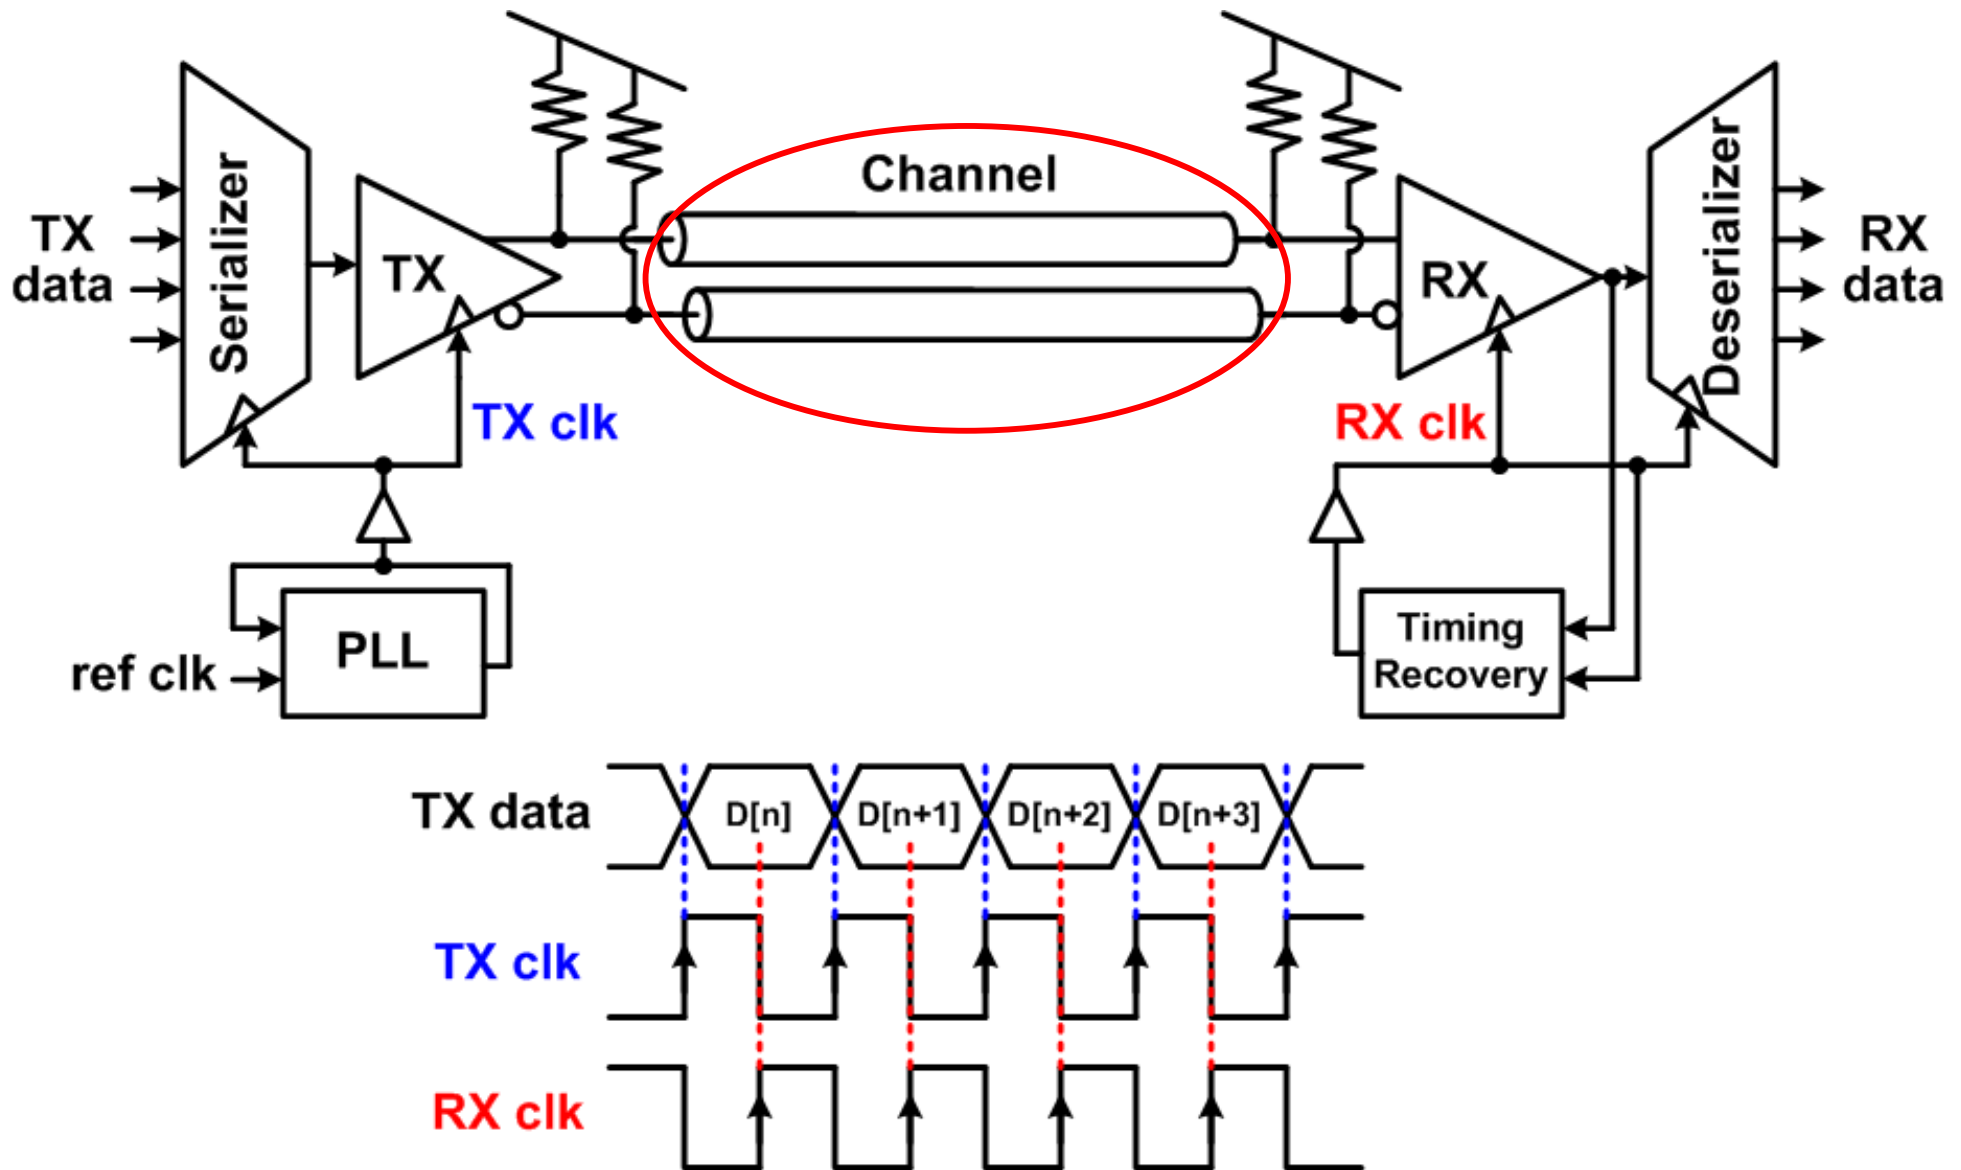 Channel
Serializer
TX
data
TX
TX clk
RX
RX clk
Deserializer
RX
data
PLL
ref clk
Timing
Recovery
TX data
D[n]
D[n+1]
D[n+2]
D[n+3]
TX clk
RX clk